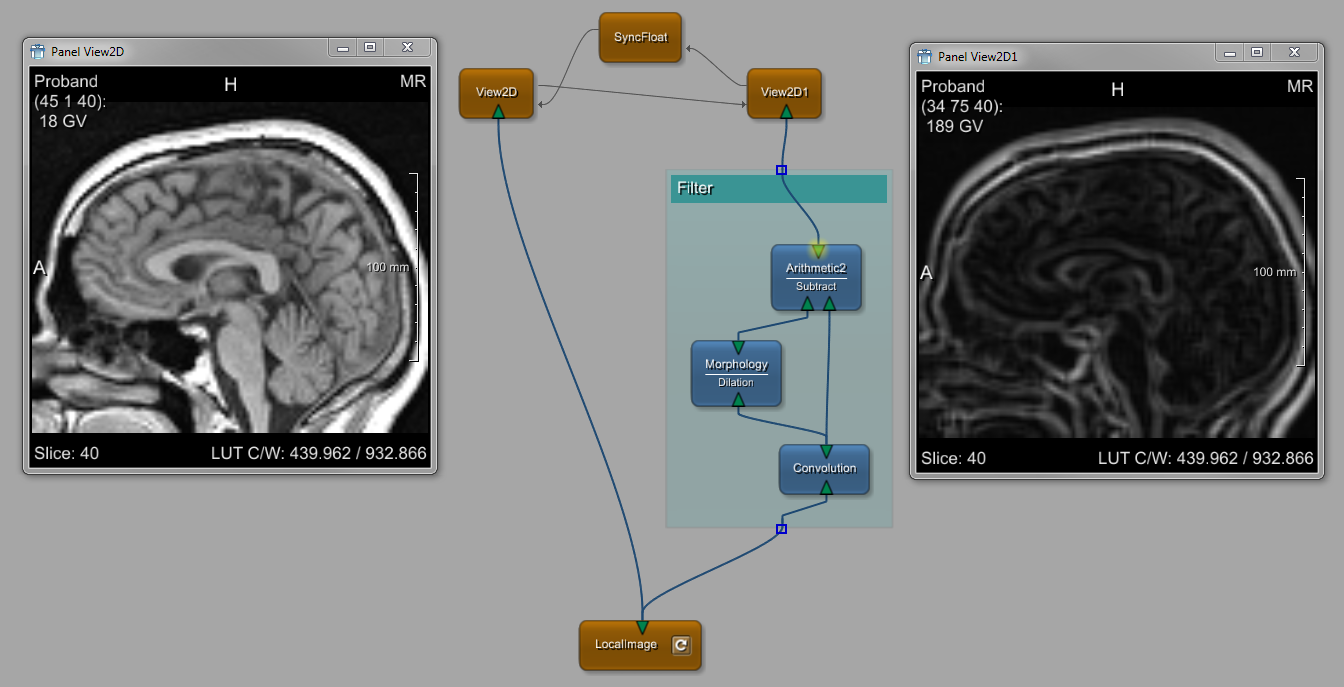 Panel View2D
Proband
(45 1 40):
18 GV
H
MR
A
100 mm
Slice: 40
LUT C/W: 439.962 / 932.866
SyncFloat
View2D
View2D1
Filter
Arithmetic2
Subtract
Morphology
Dilation
Convolution
LocalImage
Panel View2D1
Proband
(34 75 40):
189 GV
H
MR
A
100 mm
Slice: 40
LUT C/W: 439.962 / 932.866